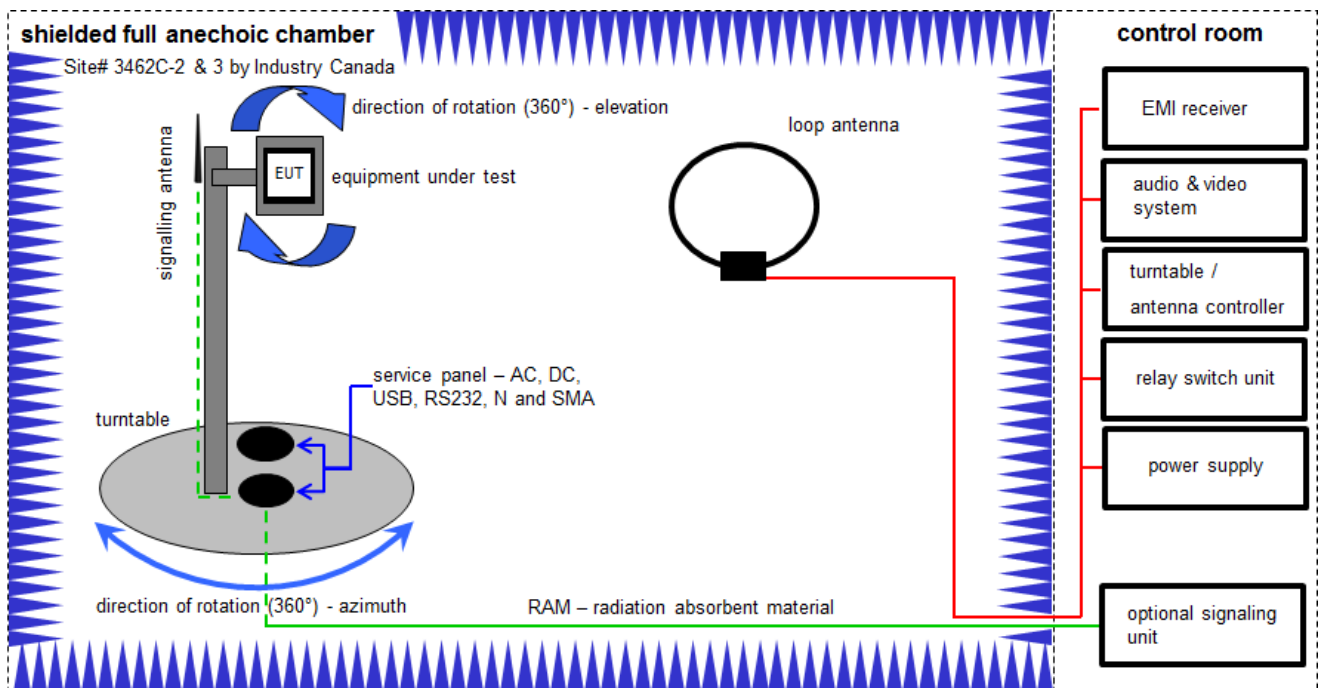 shielded full anechoic chamber
control room
Site# 3462C-2 & 3 by Industry Canada
direction of rotation (360°) - elevation
EMI receiver
loop antenna
signalling antenna
EUT
equipment under test
audio & video
system
turntable /
antenna controller
service panel – AC, DC,
USB, RS232, N and SMA
relay switch unit
turntable
power supply
direction of rotation (360°) - azimuth
RAM – radiation absorbent material
optional signaling
unit